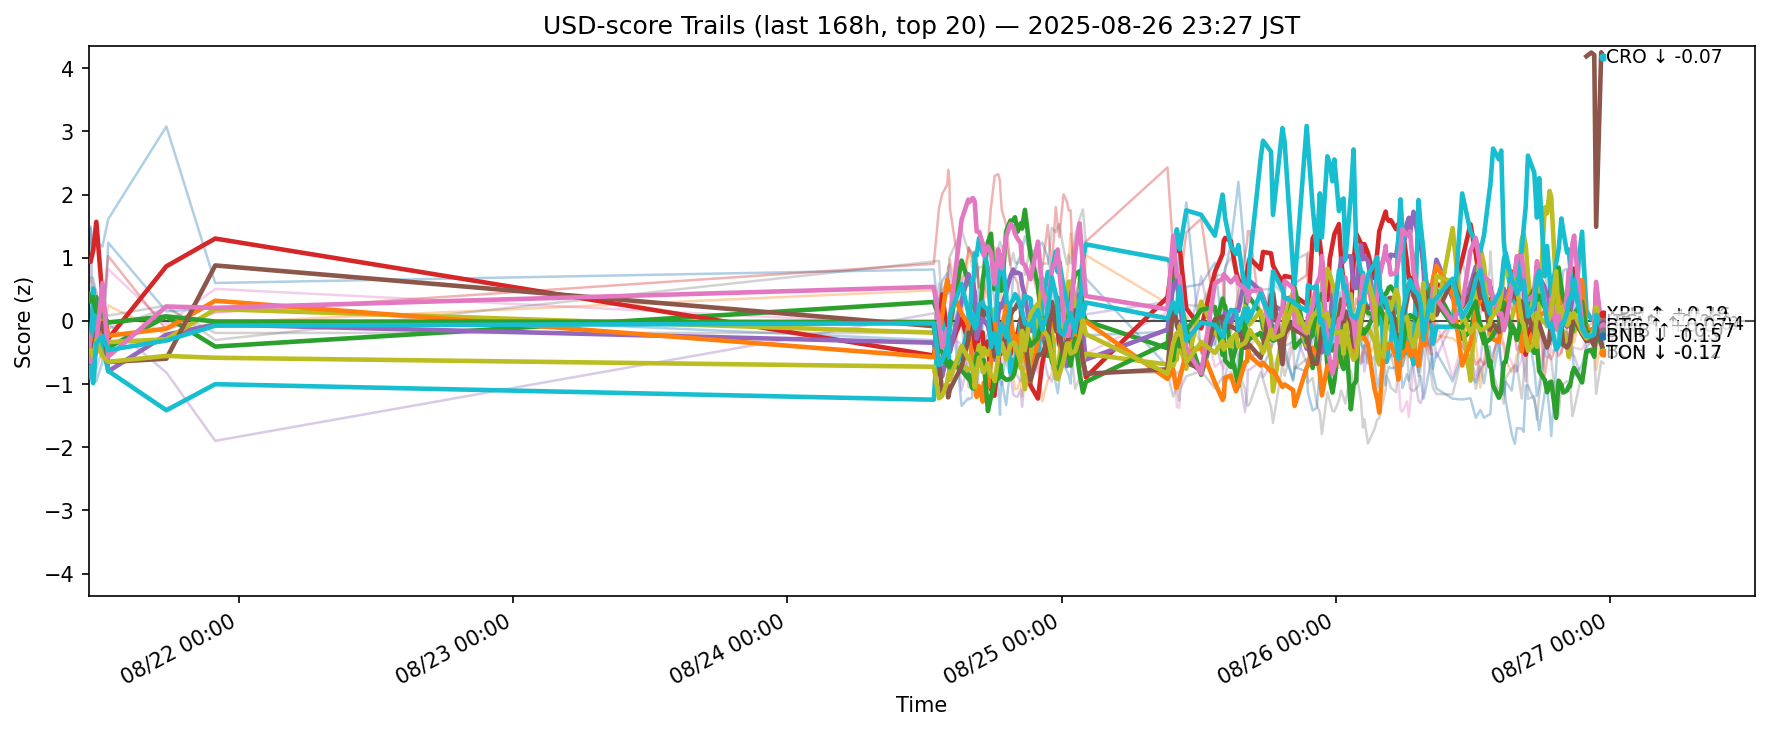 USD-score Trails (last 168h, top 20) — 2025-08-26 23:27 JST
Score (z)
4
3
2
1
0
−1
−2
−3
−4
CRO ↓ -0.07
XRP ↑ +0.19
BNB ↓ -0.15
TON ↓ -0.17
08/22 00:00
08/23 00:00
08/24 00:00
08/25 00:00
08/26 00:00
08/27 00:00
Time